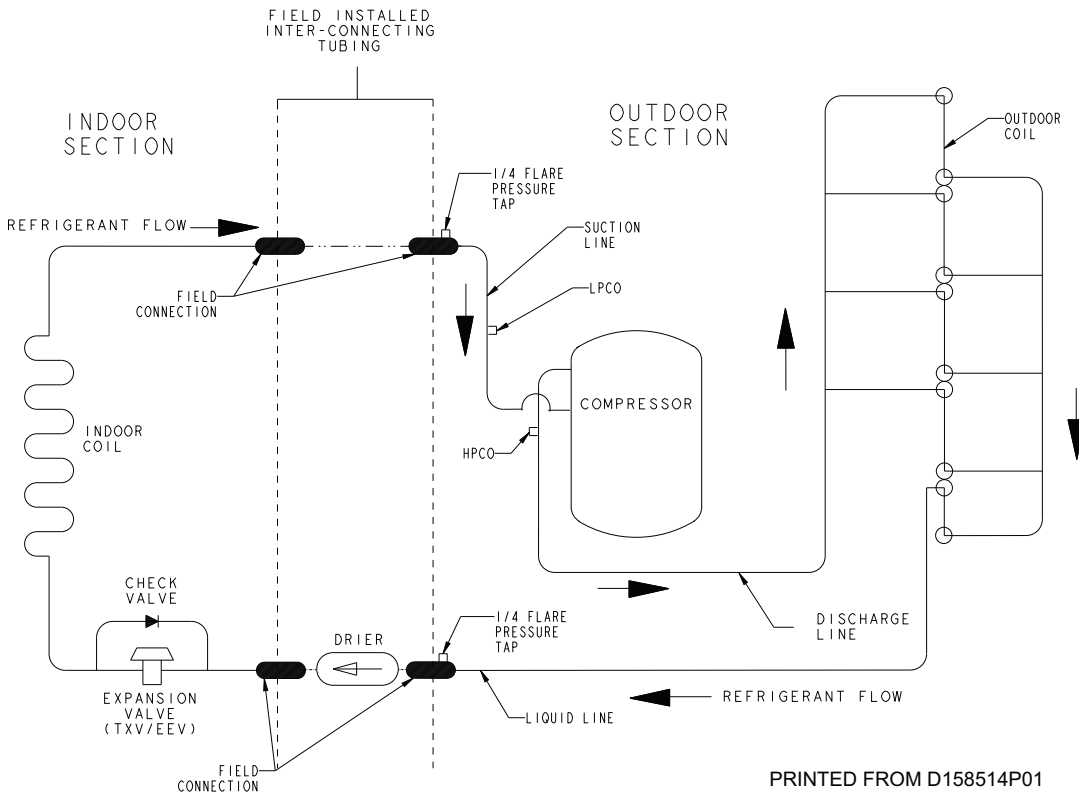 FIELD INSTALLED
INTER-CONNECTING
TUBING
INDOOR
SECTION
OUTDOOR
SECTION
OUTDOOR
COIL
1/4 FLARE
PRESSURE
TAP
REFRIGERANT FLOW
SUCTION
LINE
FIELD
CONNECTION
LPCO
COMPRESSOR
INDOOR
COIL
HPCO
CHECK
VALVE
DRIER
1/4 FLARE
PRESSURE
TAP
DISCHARGE
LINE
EXPANSION
VALVE
(TXV/EEV)
LIQUID LINE
REFRIGERANT FLOW
FIELD
CONNECTION
PRINTED FROM D158514P01